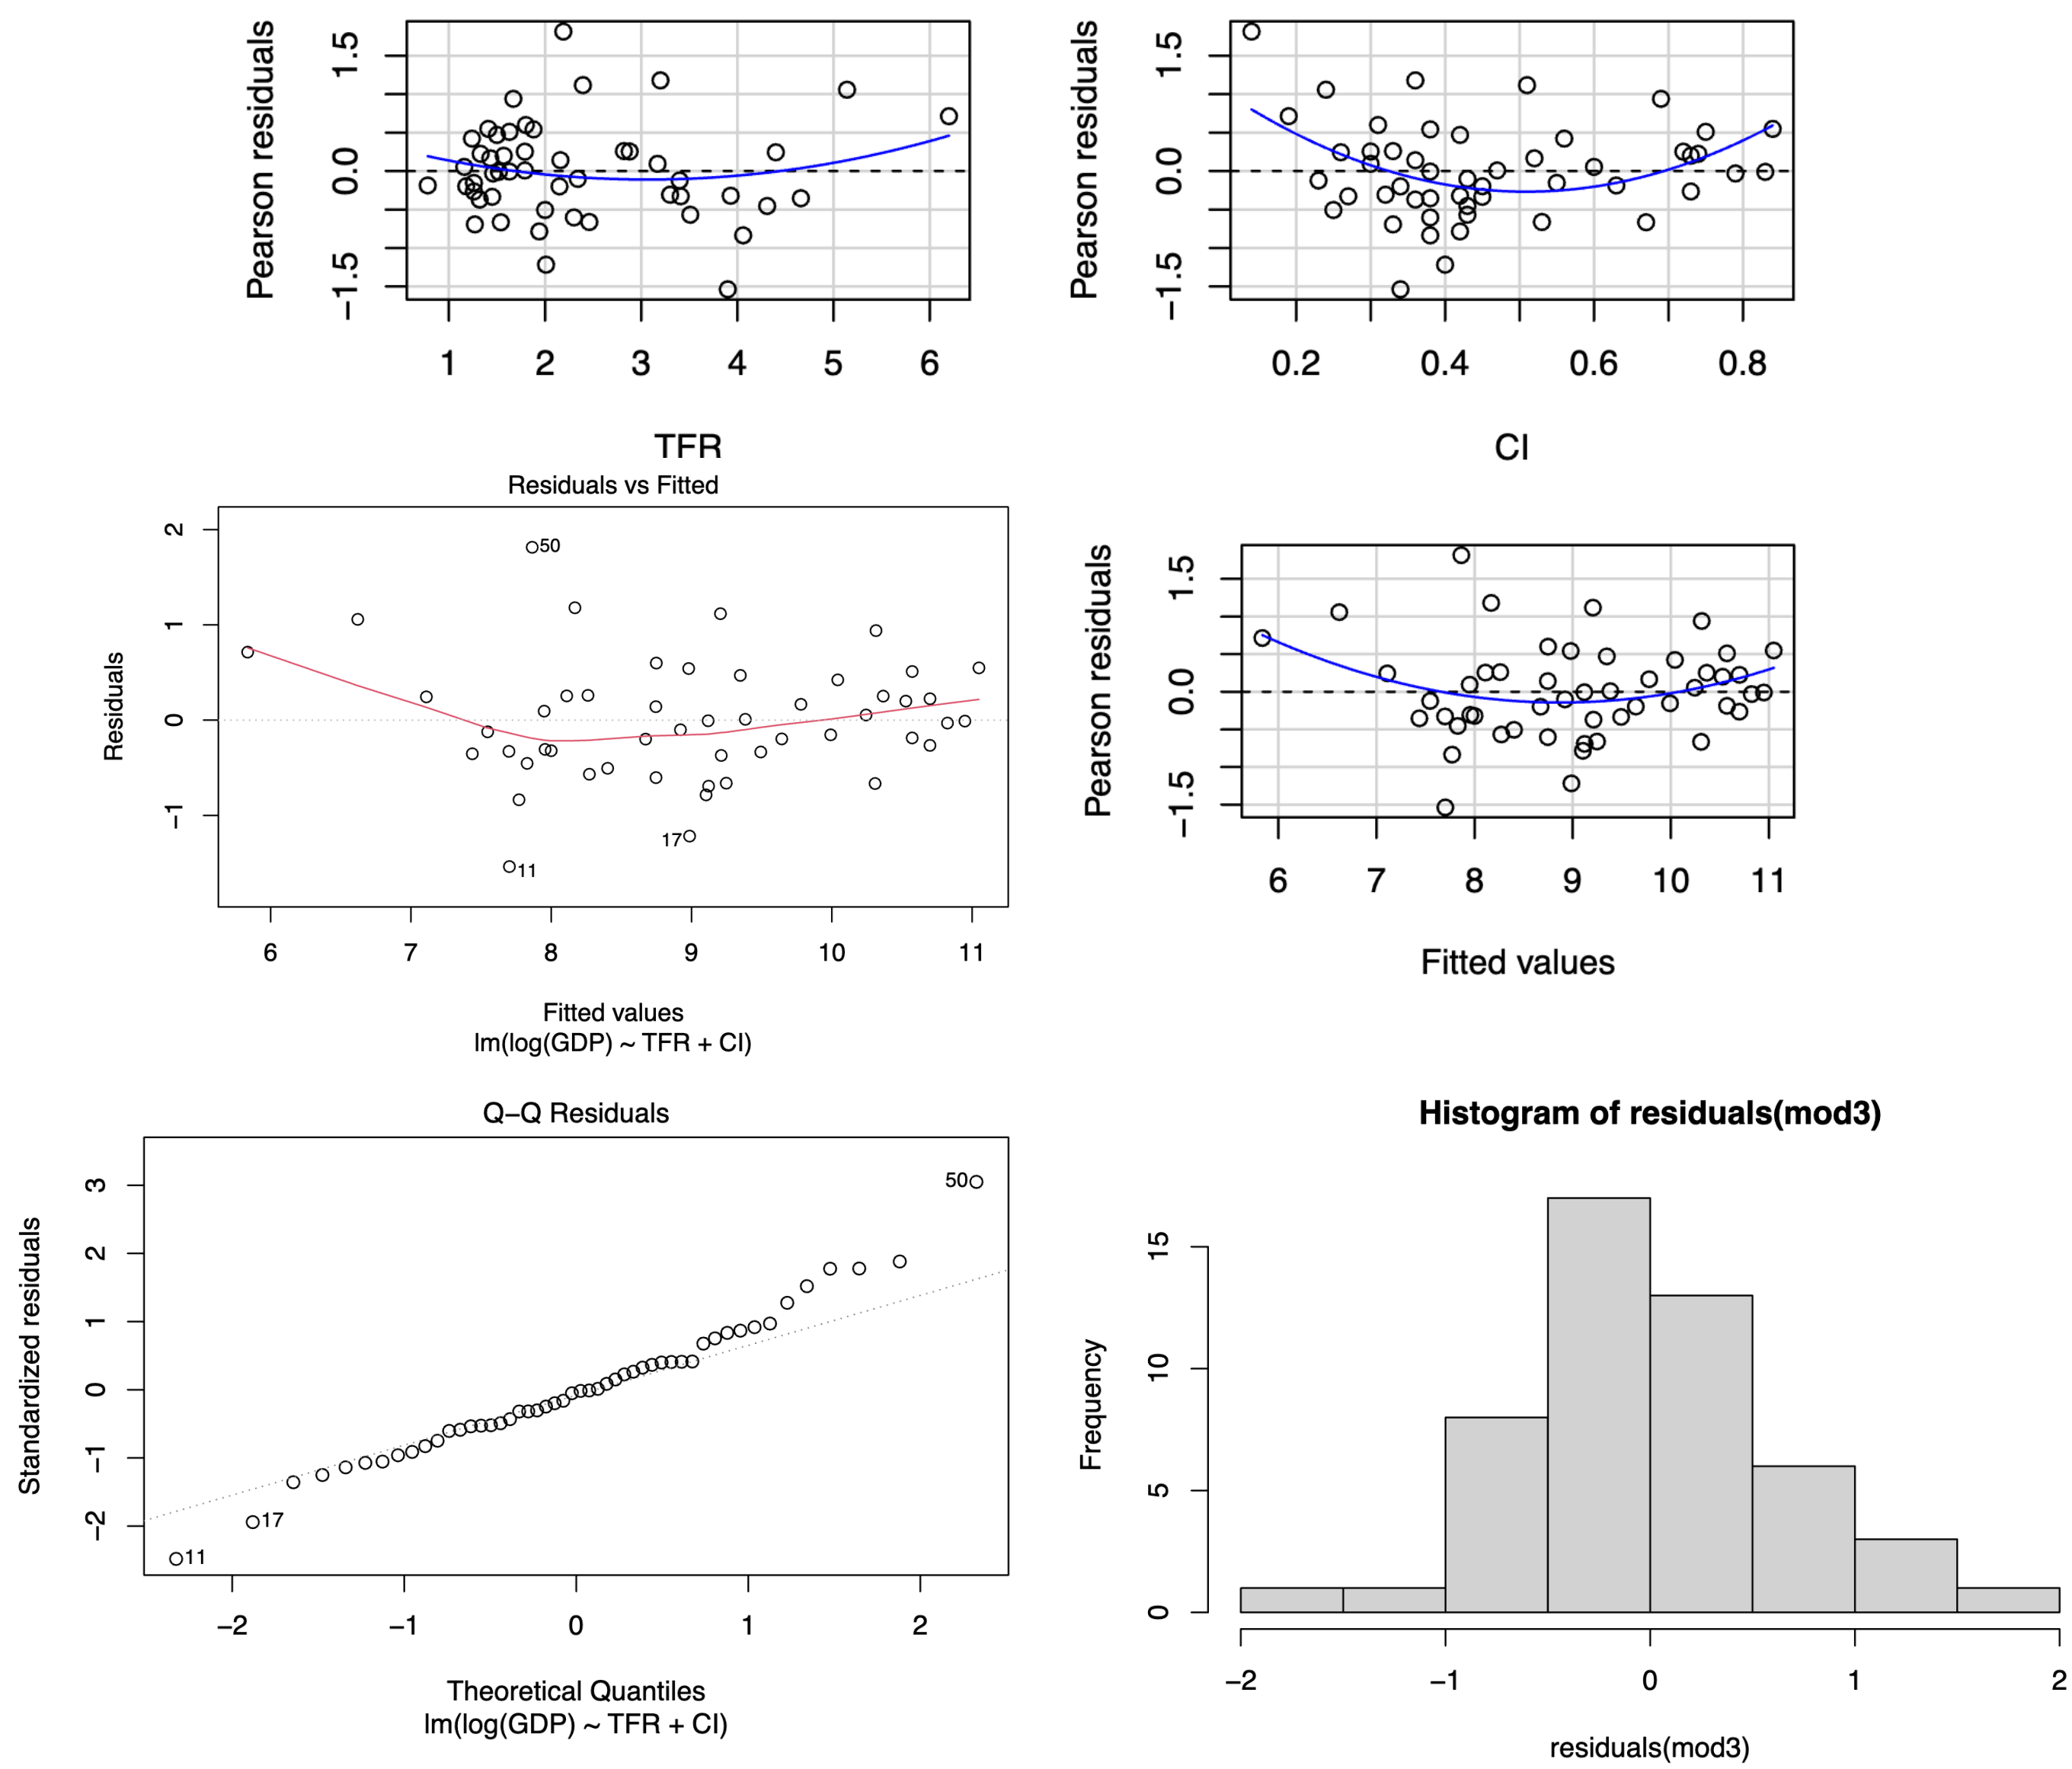 Pearson residuals
1.5
0.0
−1.5
1 2 3 4 5 6
TFR
Pearson residuals
1.5
0.0
−1.5
0.2 0.4 0.6 0.8
CI
Residuals vs Fitted
Residuals
2
1
0
−1
50
17
11
6 7 8 9 10 11
Fitted values
lm(log(GDP) ~ TFR + CI)
Pearson residuals
1.5
0.0
−1.5
6 7 8 9 10 11
Fitted values
Q−Q Residuals
Standardized residuals
3
2
1
0
−1
−2
50
17
11
−2 −1 0 1 2
Theoretical Quantiles
lm(log(GDP) ~ TFR + CI)
Histogram of residuals(mod3)
Frequency
15
10
5
0
−2 −1 0 1 2
residuals(mod3)